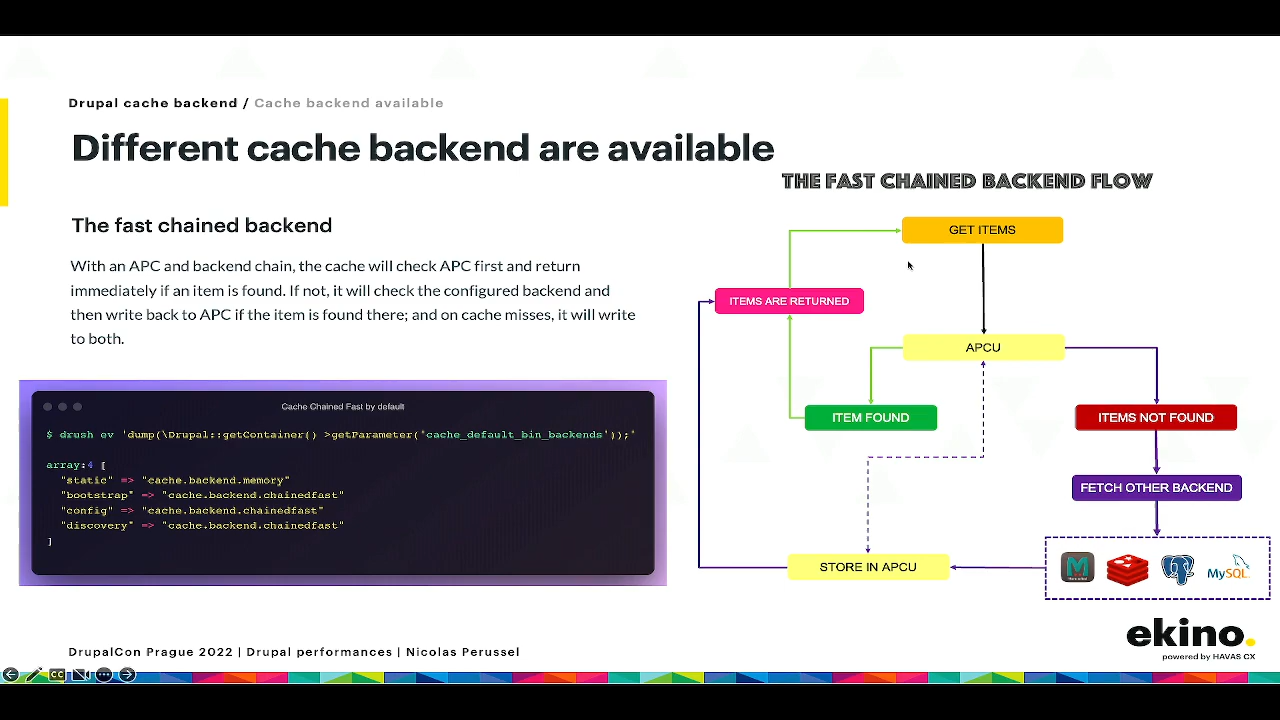 Drupal cache backend / Cache backend available
Different cache backend are available
THE FAST CHAINED BACKEND FLOW
The fast chained backend
With an APC and backend chain, the cache will check APC first and return
immediately if an item is found. If not, it will check the configured backend and
then write back to APC if the item is found there; and on cache misses, it will write
to both.
Cache Chained Fast by default
$ drush ev 'dump(\Drupal::getContainer() >getParameter("cache_default_bin_backends'));"
array:4 [
"static" => "cache.backend.memory"
"bootstrap" => "cache.backend.chainedfast"
"config" => "cache.backend.chainedfast"
"discovery" => "cache.backend.chainedfast"
]
GET ITEMS
ITEMS ARE RETURNED
APCU
ITEM FOUND
ITEMS NOT FOUND
FETCH OTHER BACKEND
STORE IN APCU
M
MySQL
ekino.
powered by HAVAS CX
DrupalCon Prague 2022 | Drupal performances | Nicolas Perussel
CC